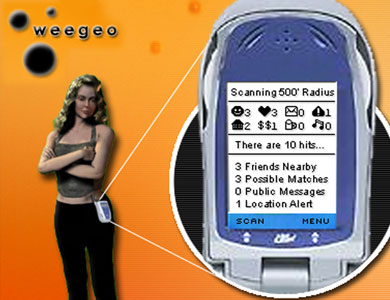 weegeo
Scanning 500' Radius
3 3 0 1
2 $$1 0 0
There are 10 hits...
3 Friends Nearby
3 Possible Matches
0 Public Messages
1 Location Alert
SCAN MENU